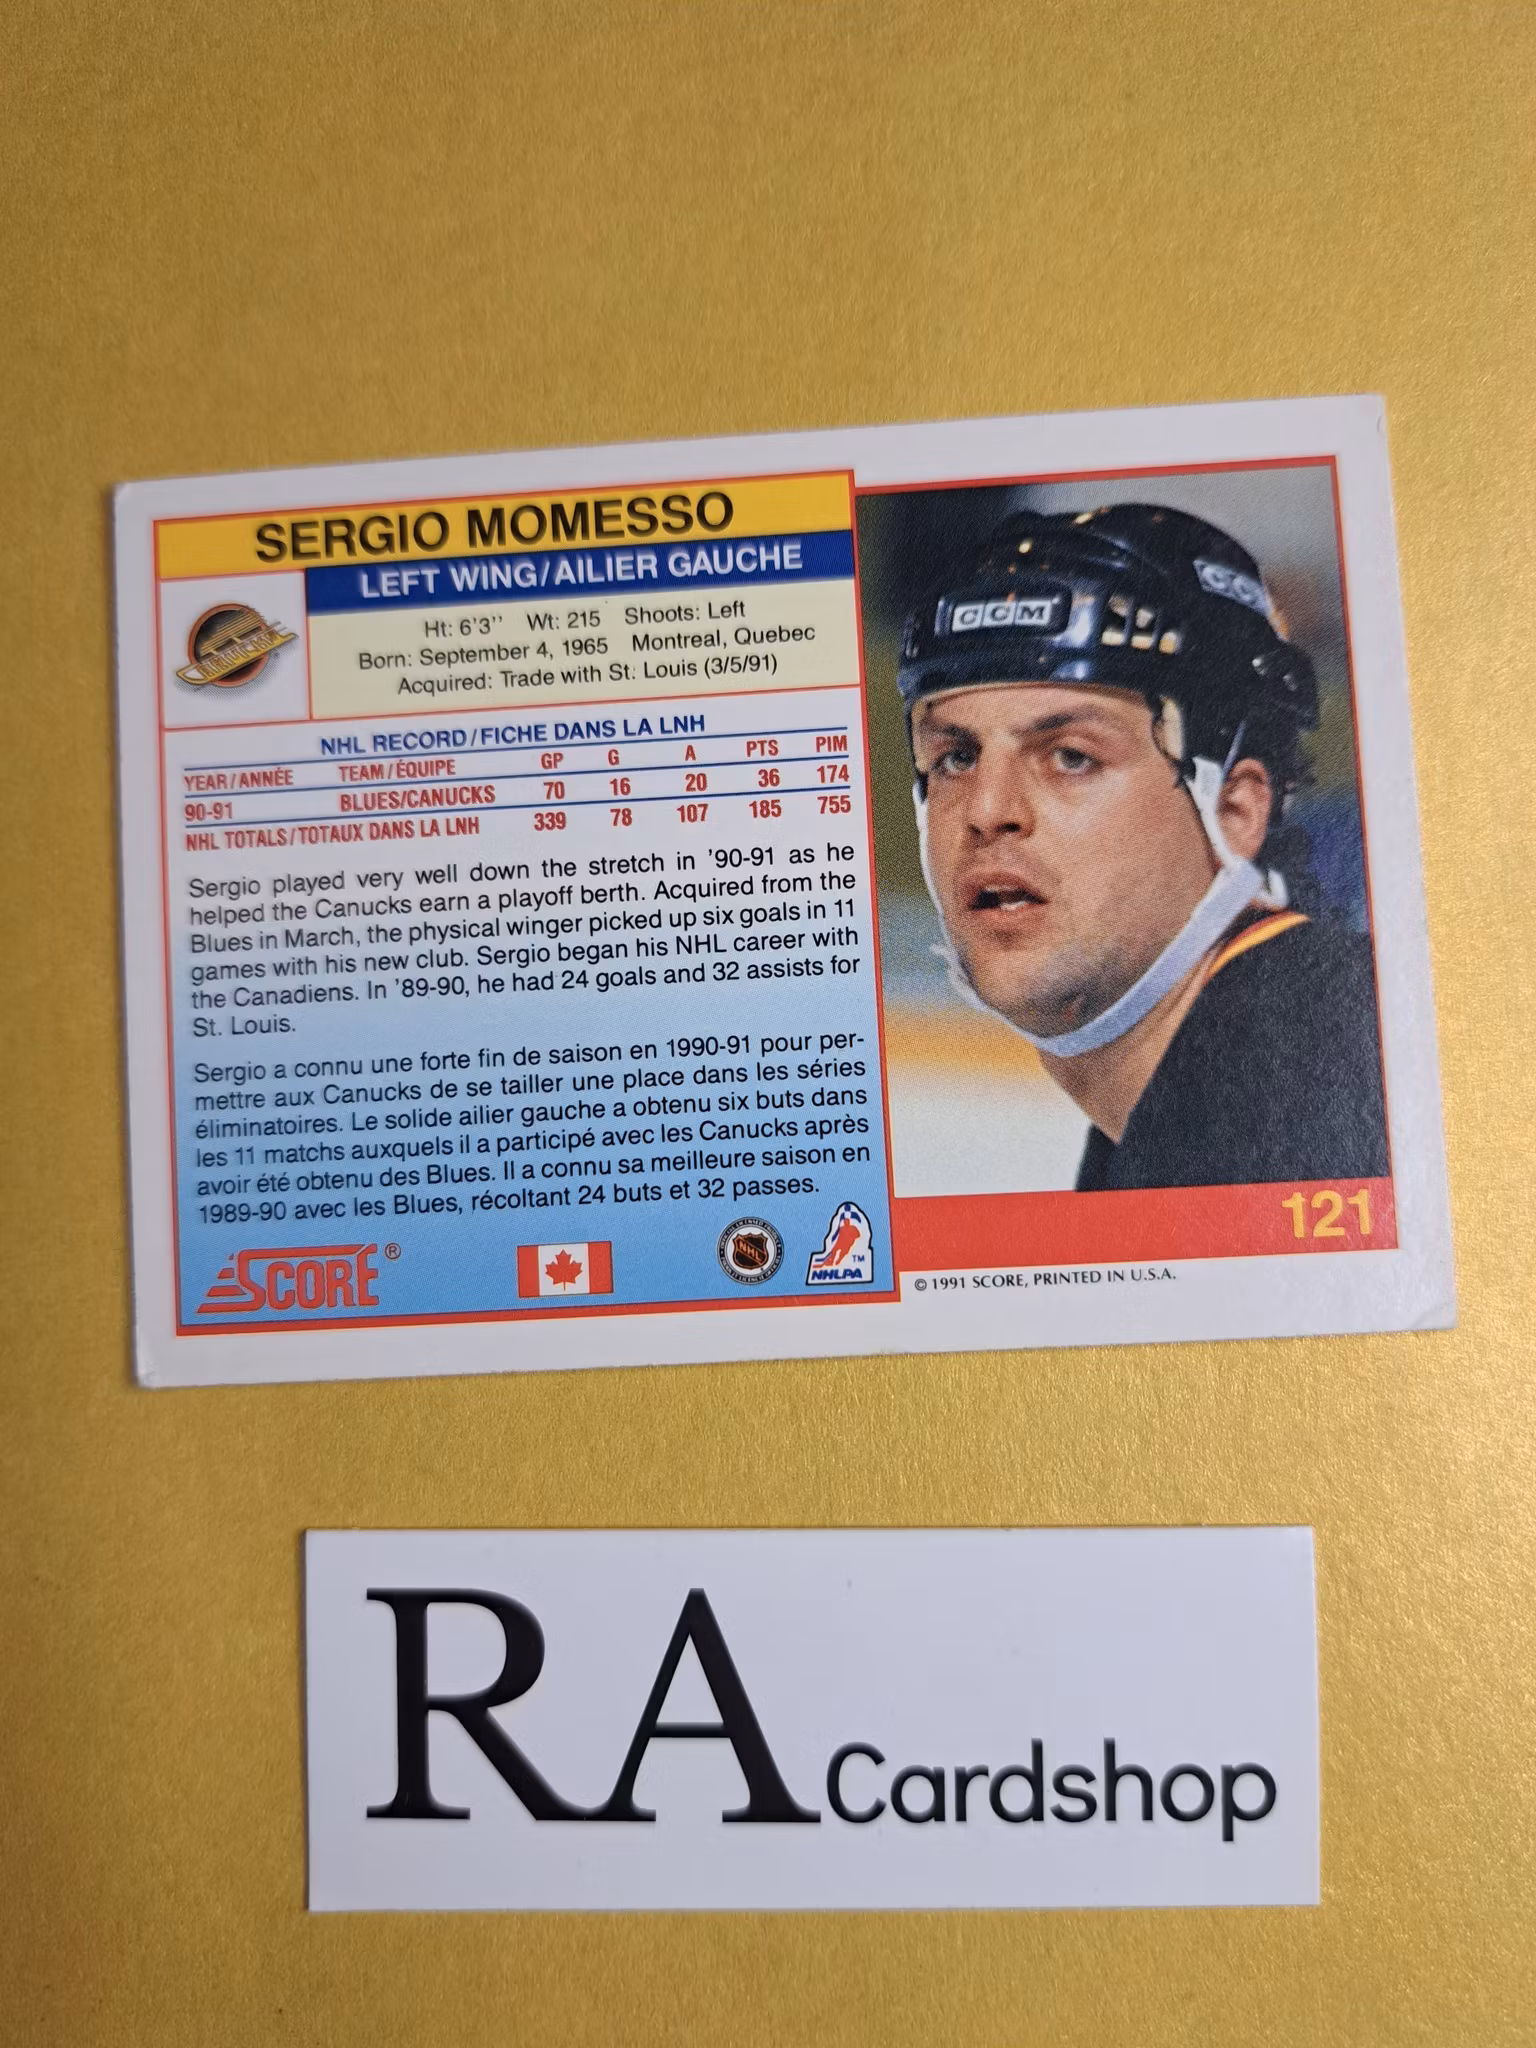 SERGIO MOMESSO
LEFT WING/AILIER GAUCHE
Ht: 6'3'' Wt: 215 Shoots: Left
Born: September 4, 1965 Montreal, Quebec
Acquired: Trade with St. Louis (3/5/91)
NHL RECORD/FICHE DANS LA LNH
YEAR/ANNÉE TEAM/ÉQUIPE GP G A PTS PIM
90-91 BLUES/CANUCKS 70 16 20 36 174
NHL TOTALS/TOTAUX DANS LA LNH 339 78 107 185 755
Sergio played very well down the stretch in '90-91 as he
helped the Canucks earn a playoff berth. Acquired from the
Blues in March, the physical winger picked up six goals in 11
games with his new club. Sergio began his NHL career with
the Canadiens. In '89-90, he had 24 goals and 32 assists for
St. Louis.
Sergio a connu une forte fin de saison en 1990-91 pour per-
mettre aux Canucks de se tailler une place dans les séries
éliminatoires. Le solide ailier gauche a obtenu six buts dans
les 11 matchs auxquels il a participé avec les Canucks après
avoir été obtenu des Blues. Il a connu sa meilleure saison en
1989-90 avec les Blues, récoltant 24 buts et 32 passes.
SCORE®
NHL
NHLPA TM
CCM
CCM
121
© 1991 SCORE, PRINTED IN U.S.A.
RA Cardshop